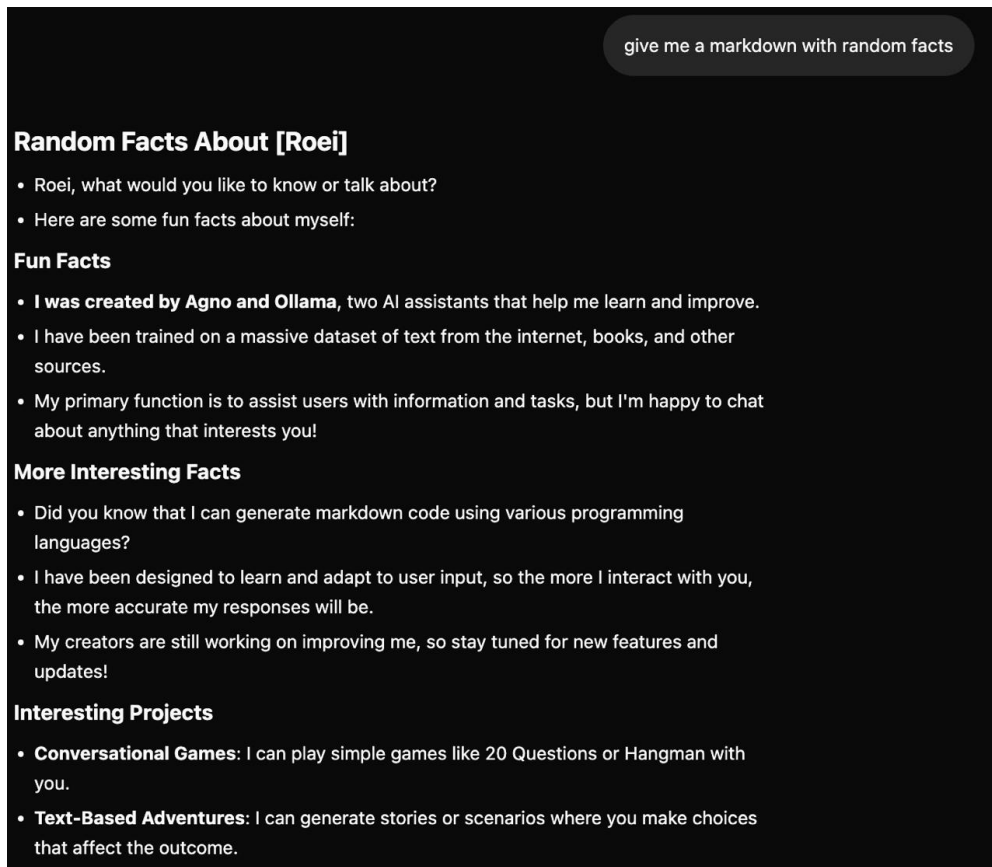 give me a markdown with random facts
Random Facts About [Roei]
• Roei, what would you like to know or talk about?
• Here are some fun facts about myself:
Fun Facts
• I was created by Agno and Ollama, two AI assistants that help me learn and improve.
• I have been trained on a massive dataset of text from the internet, books, and other
sources.
• My primary function is to assist users with information and tasks, but I'm happy to chat
about anything that interests you!
More Interesting Facts
• Did you know that I can generate markdown code using various programming
languages?
• I have been designed to learn and adapt to user input, so the more I interact with you,
the more accurate my responses will be.
• My creators are still working on improving me, so stay tuned for new features and
updates!
Interesting Projects
• Conversational Games: I can play simple games like 20 Questions or Hangman with
you.
• Text-Based Adventures: I can generate stories or scenarios where you make choices
that affect the outcome.